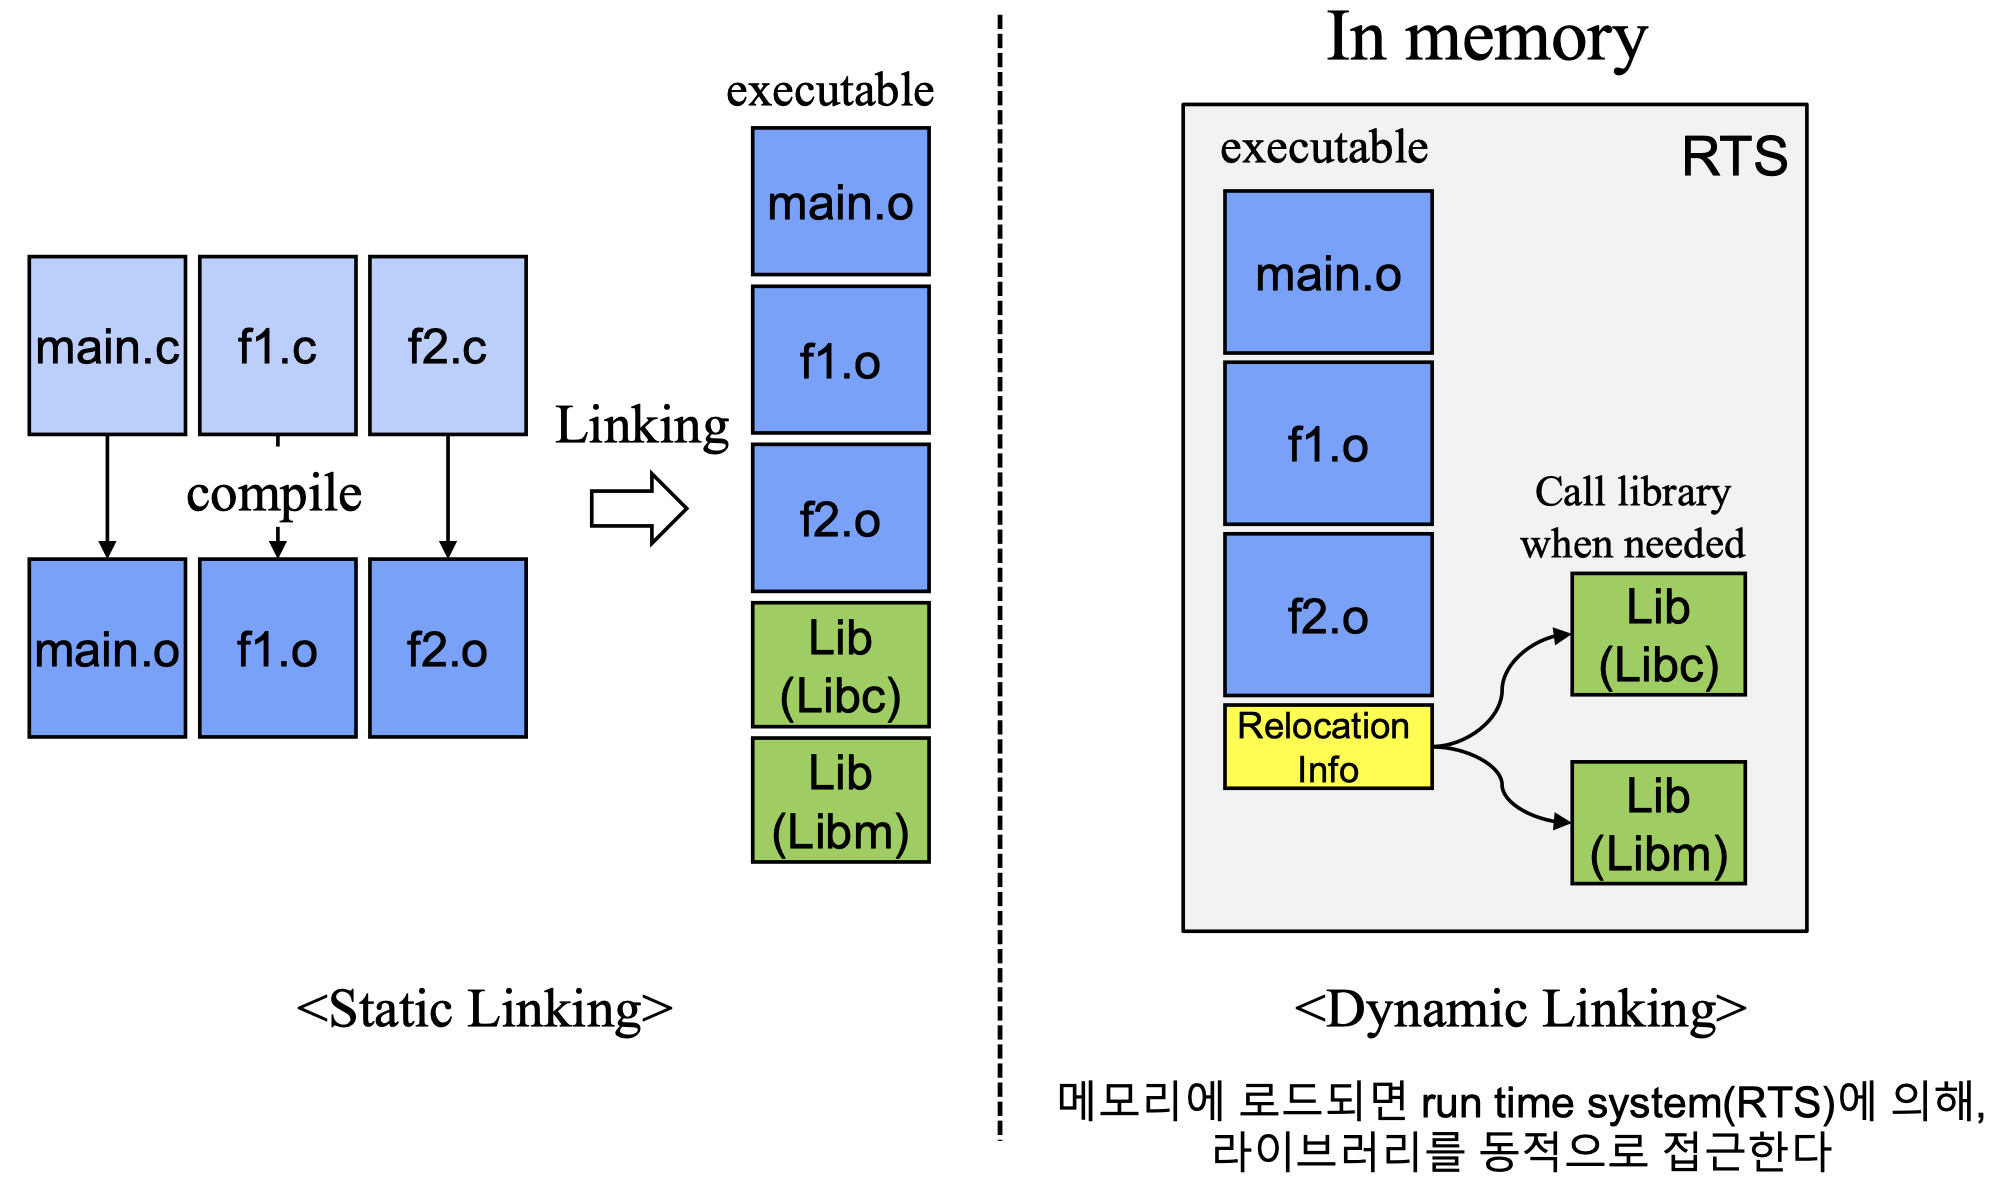 main.c
f1.c
f2.c
compile
main.o
f1.o
f2.o
Linking
executable
main.o
f1.o
f2.o
Lib
(Libc)
Lib
(Libm)
<Static Linking>
In memory
RTS
executable
main.o
f1.o
f2.o
Relocation
Info
Call library
when needed
Lib
(Libc)
Lib
(Libm)
<Dynamic Linking>
메모리에 로드되면 run time system(RTS)에 의해,
라이브러리를 동적으로 접근한다